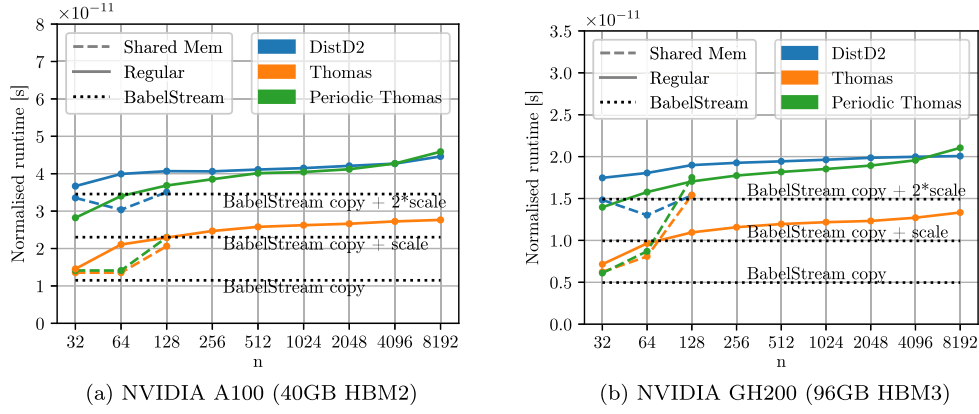 ×10⁻¹¹
8
7
6
5
4
3
2
1
0
Normalised runtime [s]
Shared Mem
Regular
BabelStream
DistD2
Thomas
Periodic Thomas
BabelStream copy + 2*scale
BabelStream copy + scale
BabelStream copy
32 64 128 256 512 1024 2048 4096 8192
n
(a) NVIDIA A100 (40GB HBM2)
×10⁻¹¹
3.5
3.0
2.5
2.0
1.5
1.0
0.5
0.0
Normalised runtime [s]
Shared Mem
Regular
BabelStream
DistD2
Thomas
Periodic Thomas
BabelStream copy + 2*scale
BabelStream copy + scale
BabelStream copy
32 64 128 256 512 1024 2048 4096 8192
n
(b) NVIDIA GH200 (96GB HBM3)